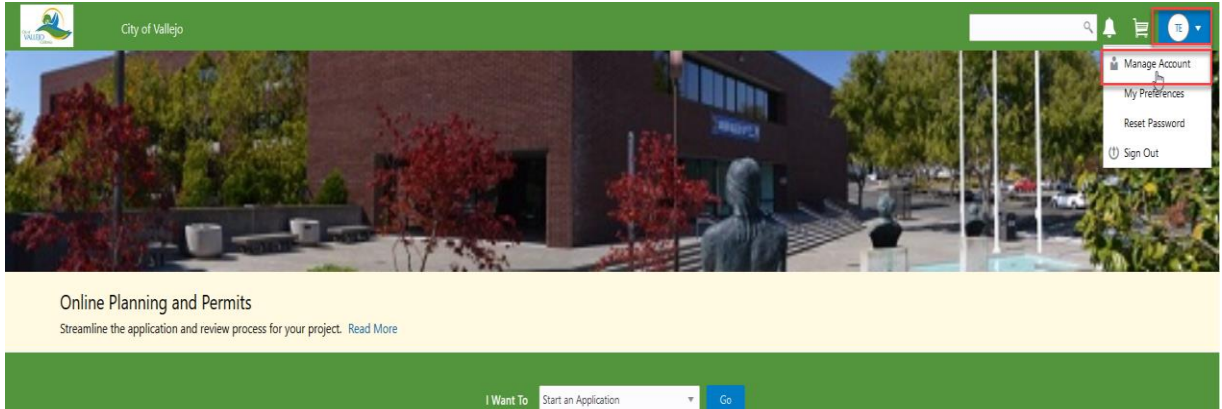 VALLEJO
City of Vallejo
TE
Manage Account
My Preferences
Reset Password
Sign Out
Online Planning and Permits
Streamline the application and review process for your project. Read More
I Want To Start an Application Go